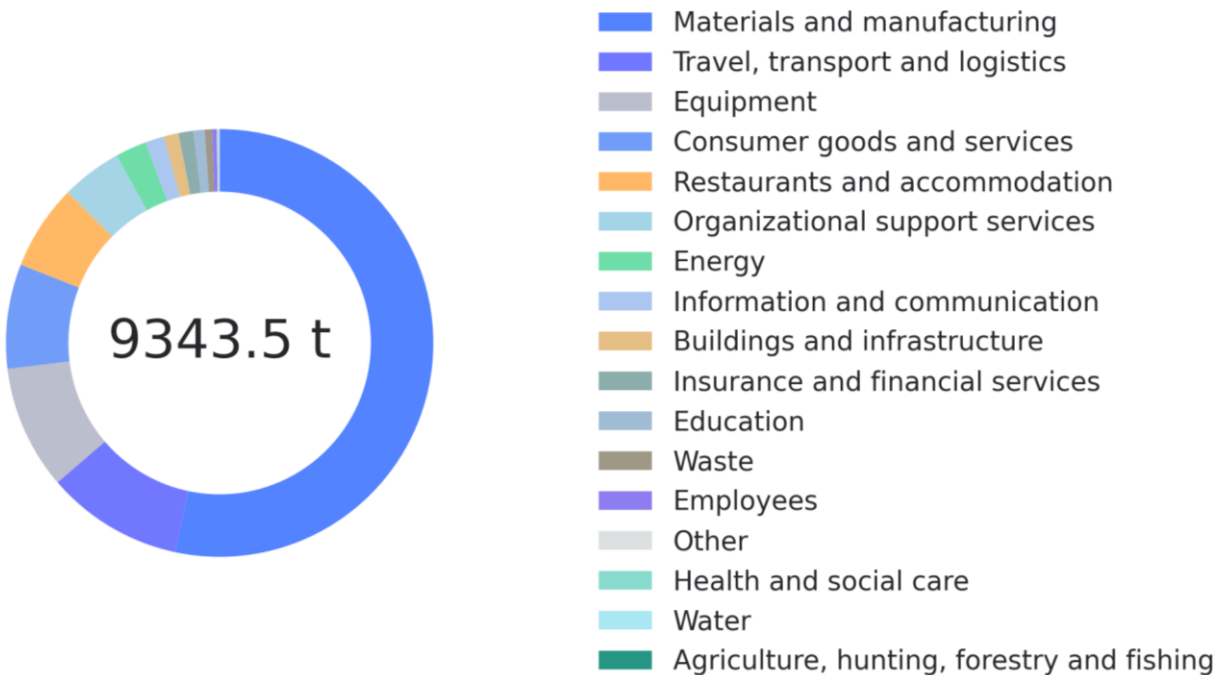 9343.5 t
Materials and manufacturing
Travel, transport and logistics
Equipment
Consumer goods and services
Restaurants and accommodation
Organizational support services
Energy
Information and communication
Buildings and infrastructure
Insurance and financial services
Education
Waste
Employees
Other
Health and social care
Water
Agriculture, hunting, forestry and fishing